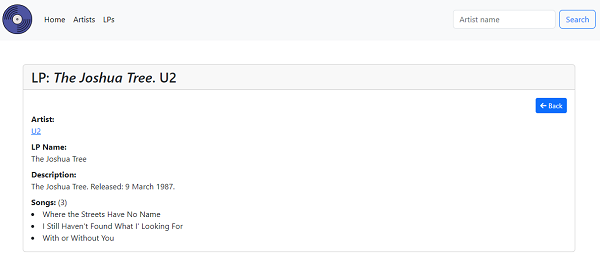 Home Artists LPs Artist name Search
LP: The Joshua Tree. U2
← Back
Artist:
U2
LP Name:
The Joshua Tree
Description:
The Joshua Tree. Released: 9 March 1987.
Songs: (3)
• Where the Streets Have No Name
• I Still Haven't Found What I' Looking For
• With or Without You